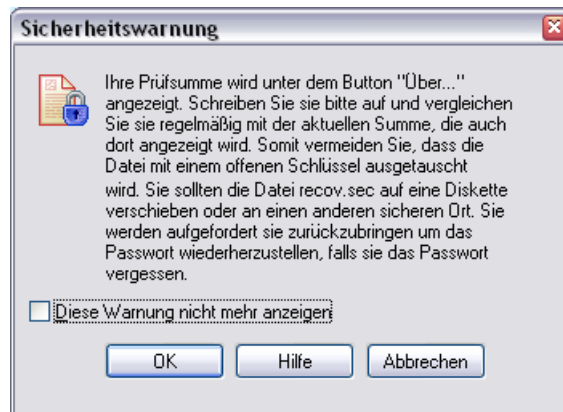 Sicherheitswarnung
Ihre Prüfsumme wird unter dem Button "Über..."
angezeigt. Schreiben Sie sie bitte auf und vergleichen
Sie sie regelmäßig mit der aktuellen Summe, die auch
dort angezeigt wird. Somit vermeiden Sie, dass die
Datei mit einem offenen Schlüssel ausgetauscht
wird. Sie sollten die Datei recov.sec auf eine Diskette
verschieben oder an einen anderen sicheren Ort. Sie
werden aufgefordert sie zurückzubringen um das
Passwort wiederherzustellen, falls sie das Passwort
vergessen.
Diese Warnung nicht mehr anzeigen
OK Hilfe Abbrechen